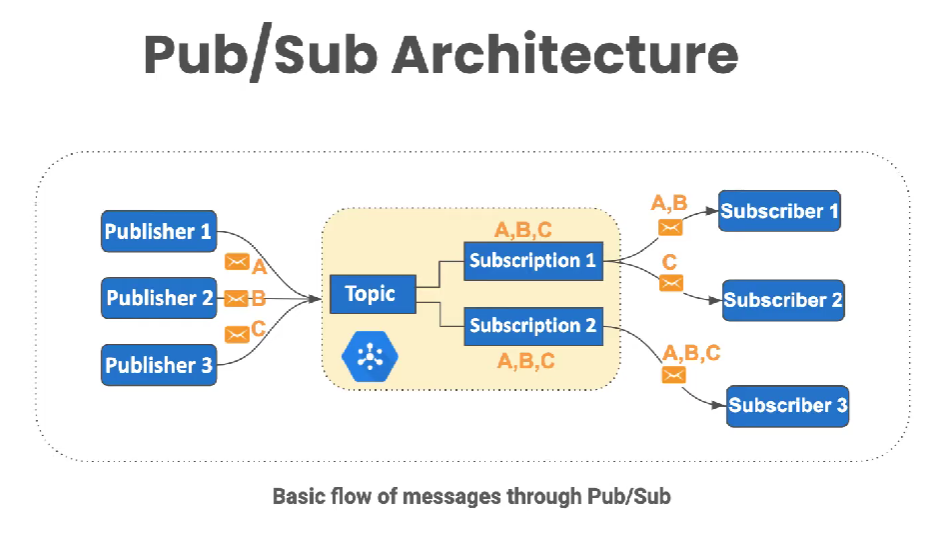 Pub/Sub Architecture
Publisher 1
A
Publisher 2
B
Publisher 3
C
Topic
A,B,C
Subscription 1
Subscription 2
A,B,C
A,B
Subscriber 1
C
Subscriber 2
A,B,C
Subscriber 3
Basic flow of messages through Pub/Sub